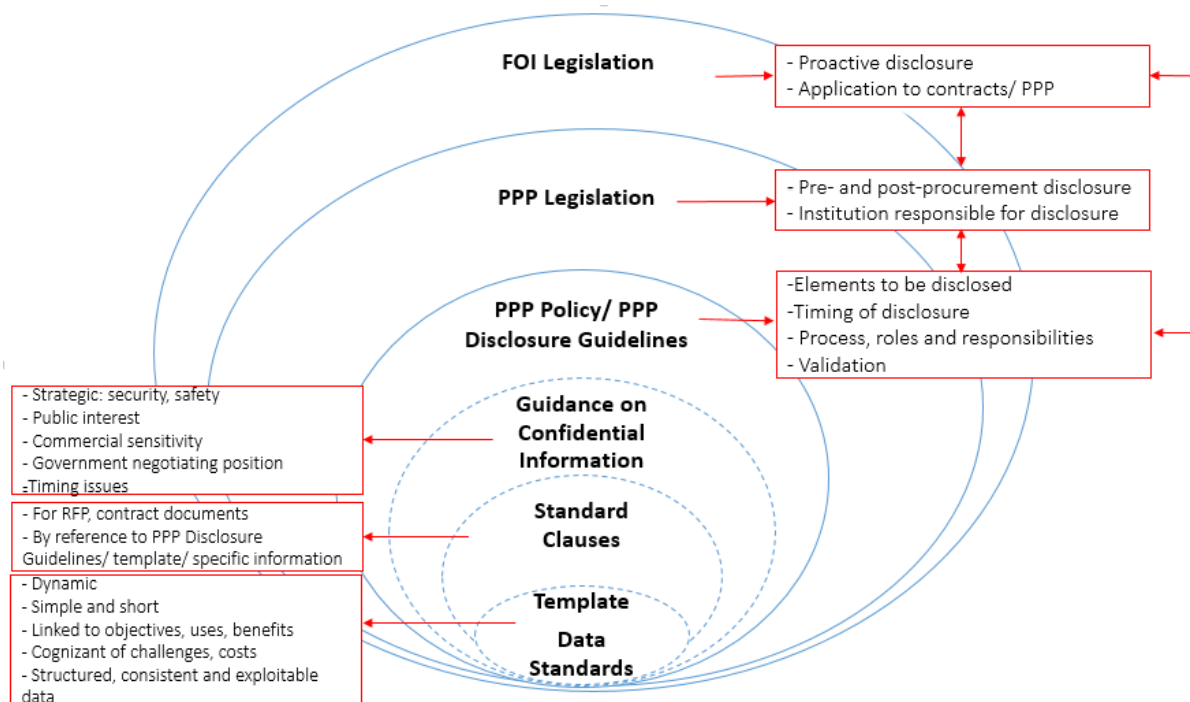 FOI Legislation
- Proactive disclosure
- Application to contracts/ PPP
PPP Legislation
- Pre- and post-procurement disclosure
- Institution responsible for disclosure
PPP Policy/ PPP
Disclosure Guidelines
-Elements to be disclosed
-Timing of disclosure
- Process, roles and responsibilities
- Validation
Guidance on
Confidential
Information
- Strategic: security, safety
- Public interest
- Commercial sensitivity
- Government negotiating position
-Timing issues
Standard
Clauses
- For RFP, contract documents
- By reference to PPP Disclosure
Guidelines/ template/ specific information
Template
Data
Standards
- Dynamic
- Simple and short
- Linked to objectives, uses, benefits
- Cognizant of challenges, costs
- Structured, consistent and exploitable
data